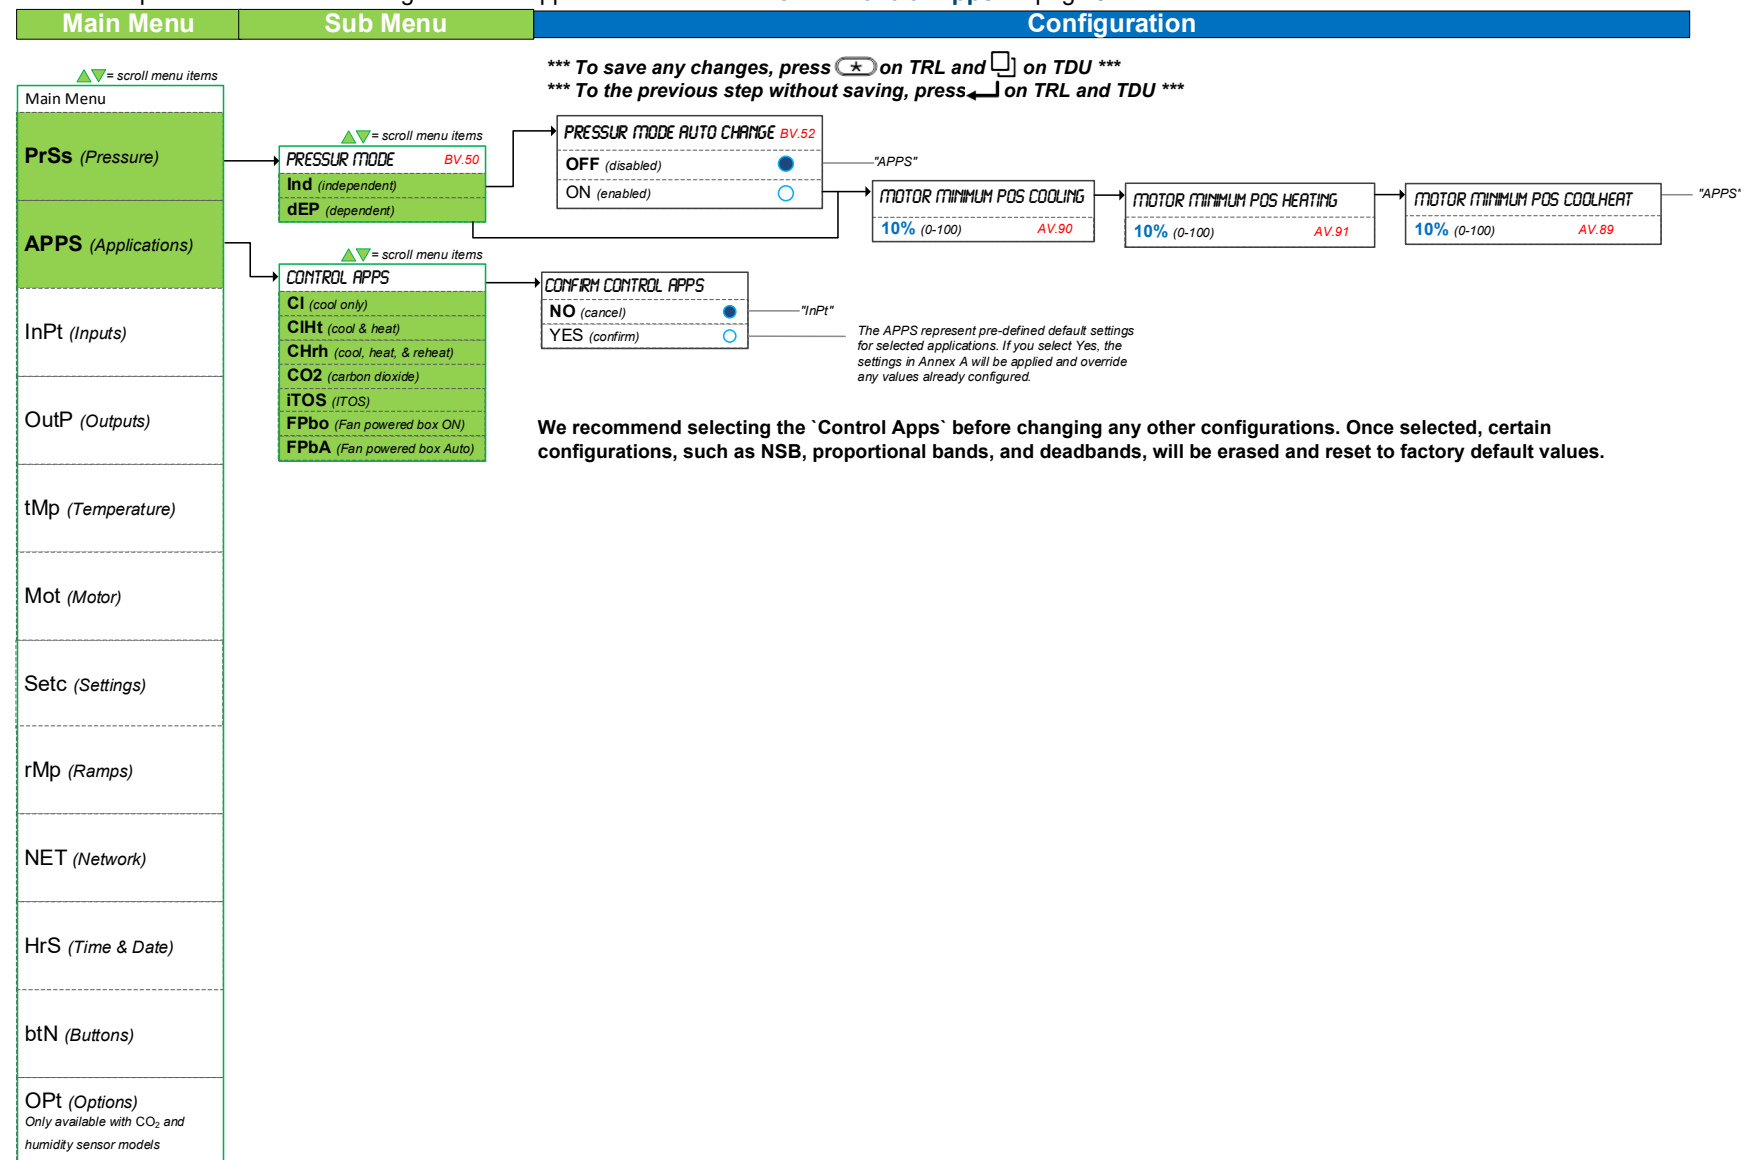 Main Menu
Sub Menu
Configuration
= scroll menu items
*** To save any changes, press on TRL and on TDU ***
*** To the previous step without saving, press on TRL and TDU ***
Main Menu
PrSs (Pressure)
APPS (Applications)
InPt (Inputs)
OutP (Outputs)
tMp (Temperature)
Mot (Motor)
Setc (Settings)
rMp (Ramps)
NET (Network)
HrS (Time & Date)
btN (Buttons)
OPt (Options)
Only available with CO₂ and
humidity sensor models
= scroll menu items
PRESSUR MODE BV.50
Ind (independent)
dEP (dependent)
PRESSUR MODE AUTO CHANGE BV.52
OFF (disabled)
ON (enabled)
"APPS"
MOTOR MINIMUM POS COOLING
10% (0-100) AV.90
MOTOR MINIMUM POS HEATING
10% (0-100) AV.91
MOTOR MINIMUM POS COOLHEAT
10% (0-100) AV.89
"APPS"
= scroll menu items
CONTROL APPS
Cl (cool only)
ClHt (cool & heat)
CHrh (cool, heat, & reheat)
CO2 (carbon dioxide)
iTOS (ITOS)
FPbo (Fan powered box ON)
FPbA (Fan powered box Auto)
CONFIRM CONTROL APPS
NO (cancel)
YES (confirm)
"InPt"
The APPS represent pre-defined default settings
for selected applications. If you select Yes, the
settings in Annex A will be applied and override
any values already configured.
We recommend selecting the `Control Apps` before changing any other configurations. Once selected, certain
configurations, such as NSB, proportional bands, and deadbands, will be erased and reset to factory default values.